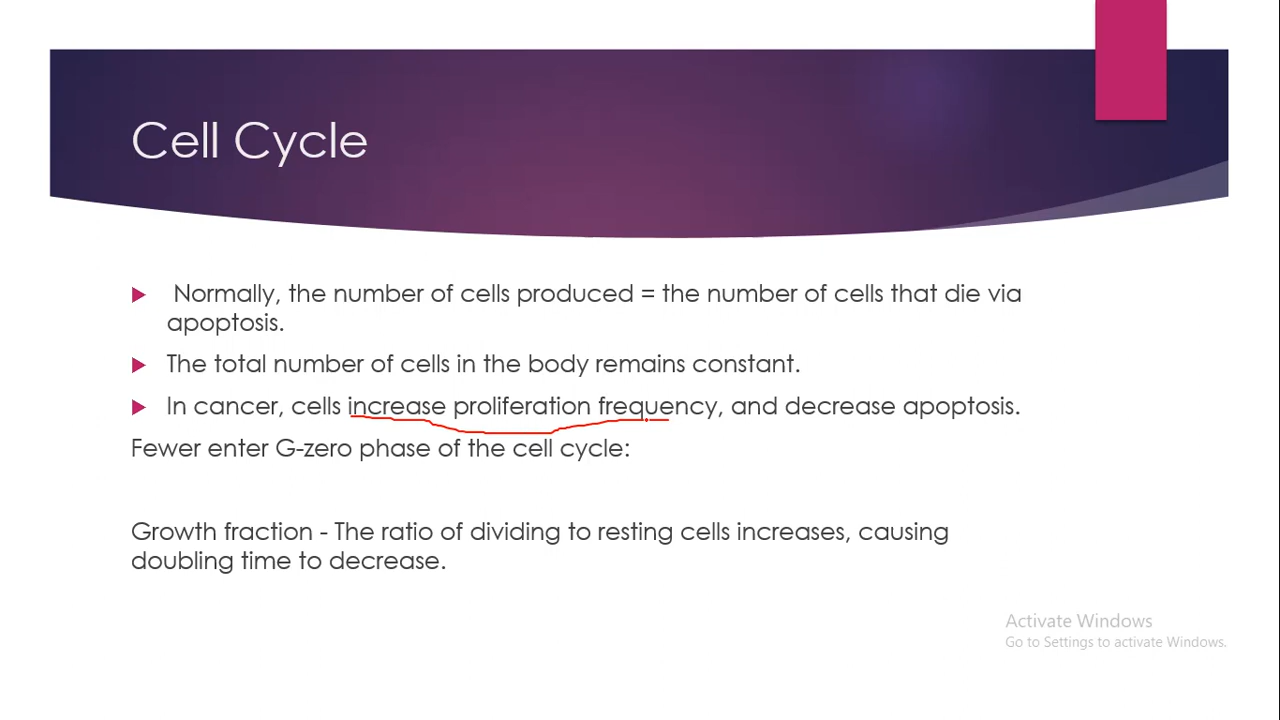 Cell Cycle
Normally, the number of cells produced = the number of cells that die via
apoptosis.
The total number of cells in the body remains constant.
In cancer, cells increase proliferation frequency, and decrease apoptosis.
Fewer enter G-zero phase of the cell cycle:
Growth fraction - The ratio of dividing to resting cells increases, causing
doubling time to decrease.
Activate Windows
Go to Settings to activate Windows.